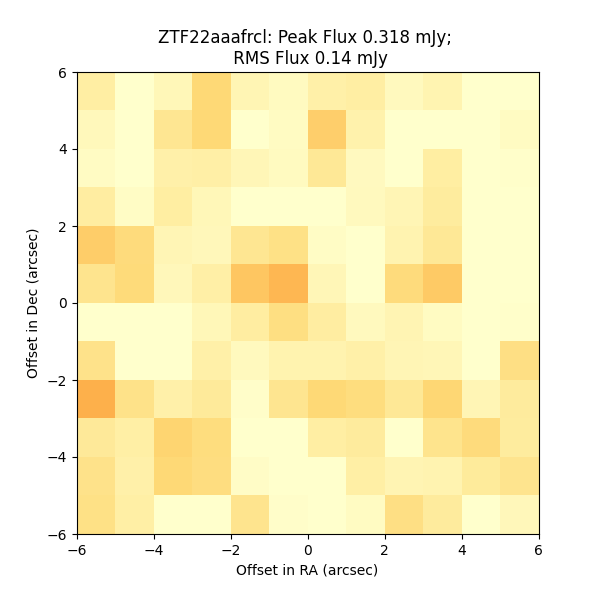 ZTF22aaafrcl: Peak Flux 0.318 mJy;
RMS Flux 0.14 mJy
6
4
2
0
−2
−4
−6
Offset in Dec (arcsec)
−6 −4 −2 0 2 4 6
Offset in RA (arcsec)